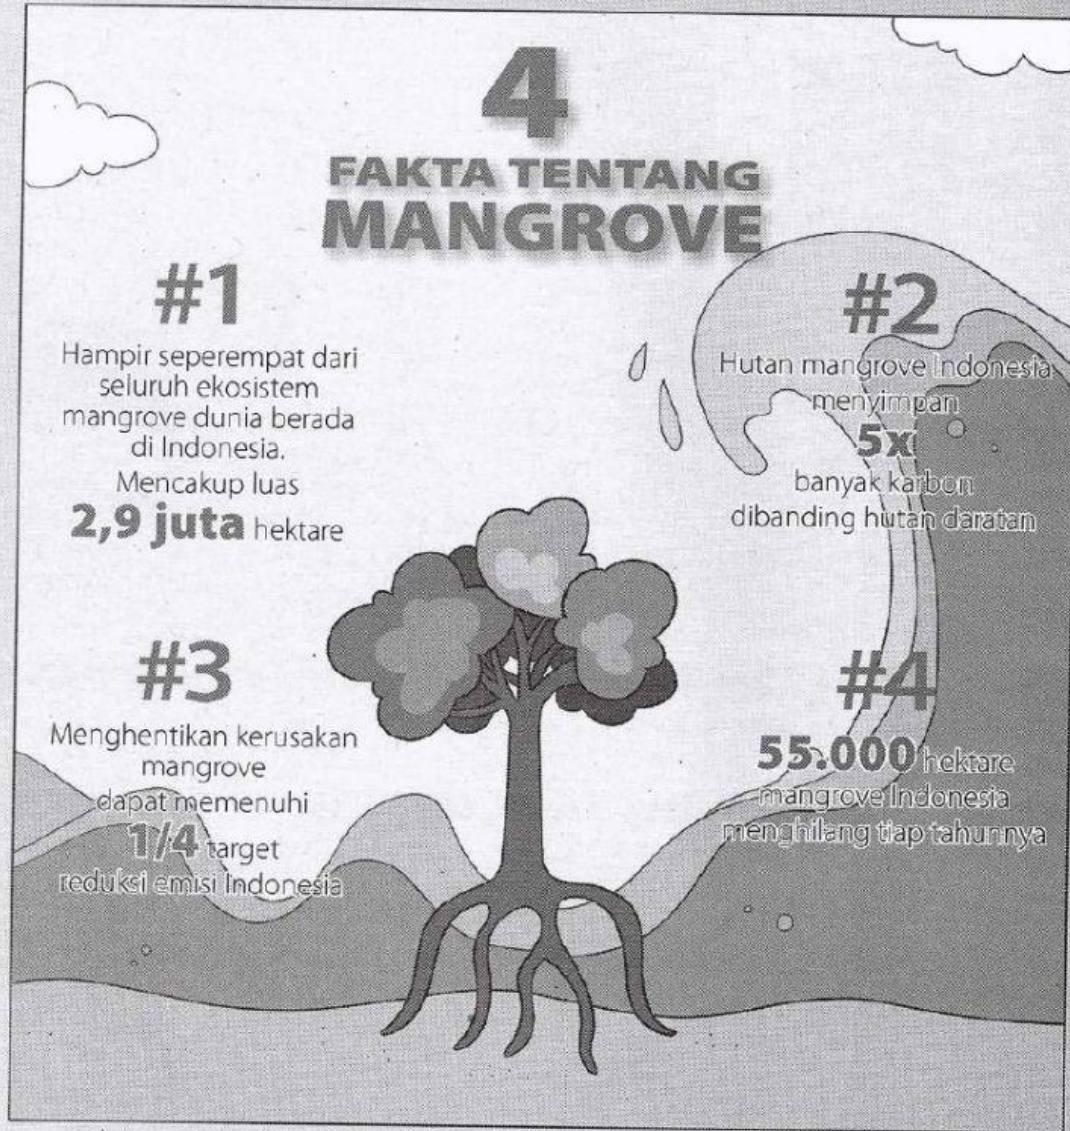 4
FAKTA TENTANG
MANGROVE
#1
Hampir seperempat dari
seluruh ekosistem
mangrove dunia berada
di Indonesia.
Mencakup luas
2,9 juta hektare
#2
Hutan mangrove Indonesia
menyimpan
5x
banyak karbon
dibanding hutan daratan
#3
Menghentikan kerusakan
mangrove
dapat memenuhi
1/4 target
reduksi emisi Indonesia
#4
55.000 hektare
mangrove Indonesia
menghilang tiap tahunnya